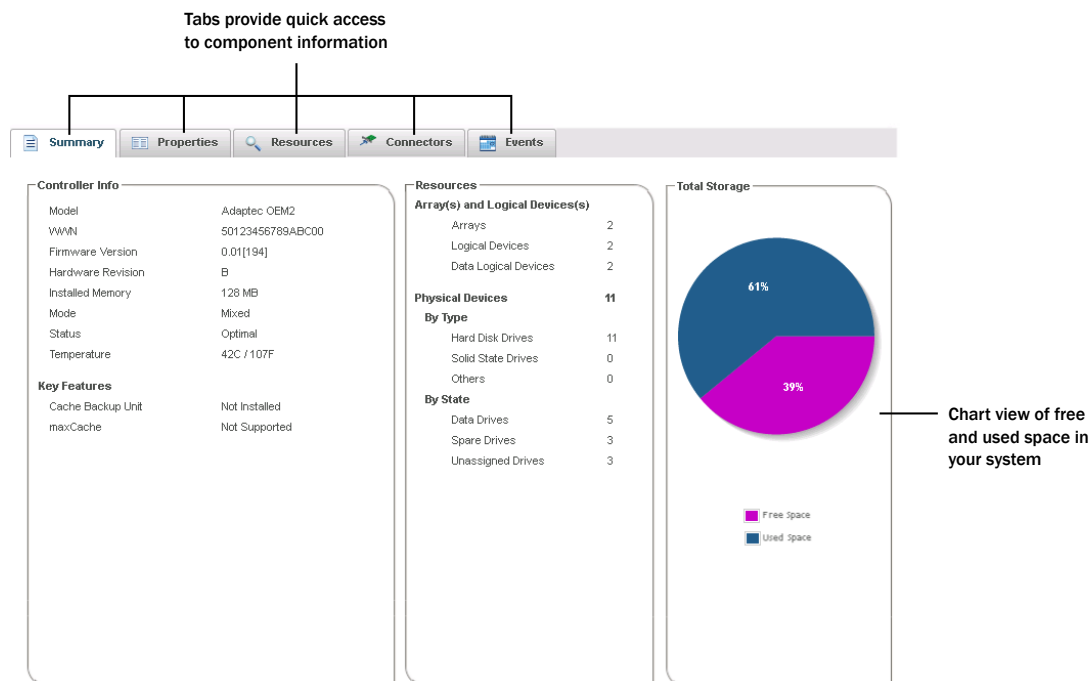 Tabs provide quick access
to component information
Summary
Properties
Resources
Connectors
Events
Controller Info
Model Adaptec OEM2
WWN 50123456789ABC00
Firmware Version 0.01[194]
Hardware Revision B
Installed Memory 128 MB
Mode Mixed
Status Optimal
Temperature 42C / 107F
Key Features
Cache Backup Unit Not Installed
maxCache Not Supported
Resources
Array(s) and Logical Devices(s)
Arrays 2
Logical Devices 2
Data Logical Devices 2
Physical Devices 11
By Type
Hard Disk Drives 11
Solid State Drives 0
Others 0
By State
Data Drives 5
Spare Drives 3
Unassigned Drives 3
Total Storage
61%
39%
Free Space
Used Space
Chart view of free
and used space in
your system